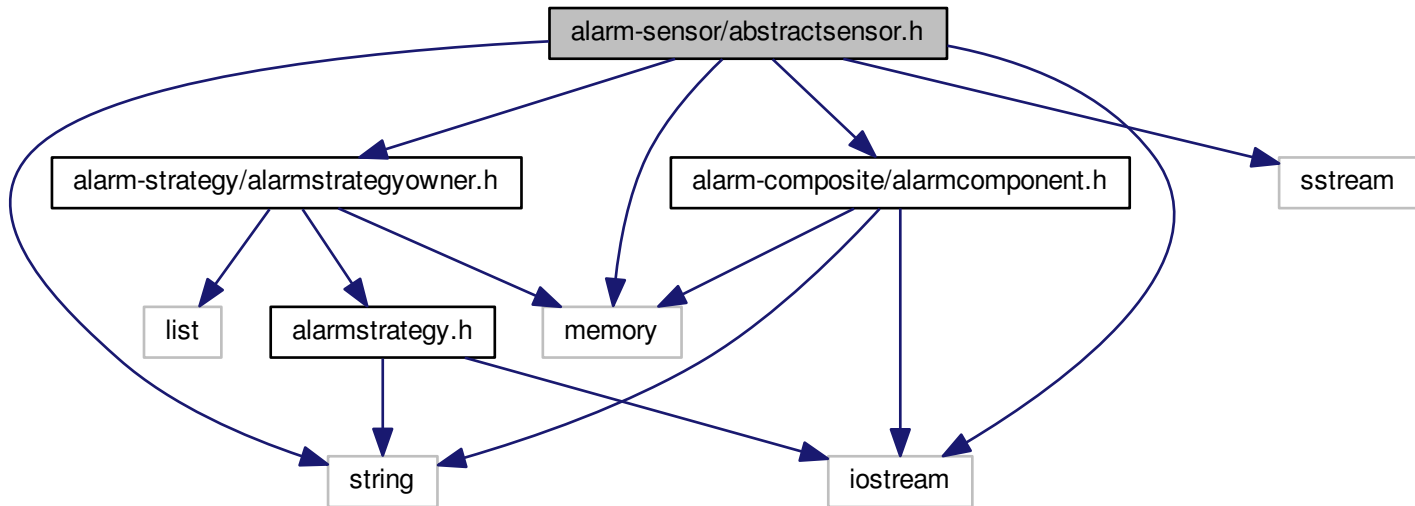 alarm-sensor/abstractsensor.h
alarm-strategy/alarmstrategyowner.h
alarm-composite/alarmcomponent.h
sstream
list
alarmstrategy.h
memory
string
iostream